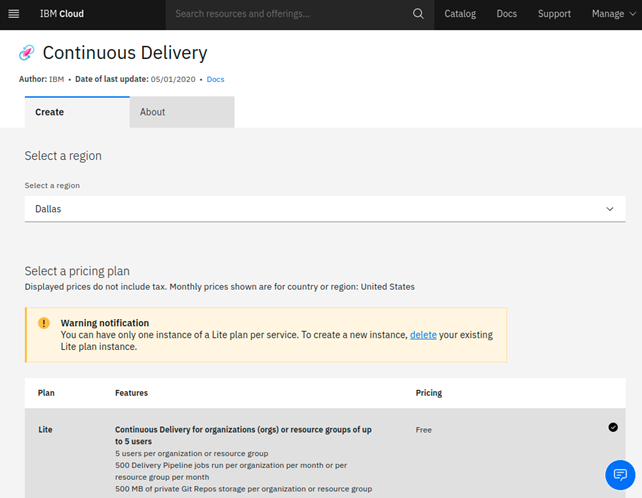 IBM Cloud
Search resources and offerings...
Catalog
Docs
Support
Manage
Continuous Delivery
Author: IBM • Date of last update: 05/01/2020 • Docs
Create
About
Select a region
Select a region
Dallas
Select a pricing plan
Displayed prices do not include tax. Monthly prices shown are for country or region: United States
Warning notification
You can have only one instance of a Lite plan per service. To create a new instance, delete your existing
Lite plan instance.
Plan
Features
Pricing
Lite
Continuous Delivery for organizations (orgs) or resource groups of up
to 5 users
Free
5 users per organization or resource group
500 Delivery Pipeline jobs run per organization per month or per
resource group per month
500 MB of private Git Repos storage per organization or resource group